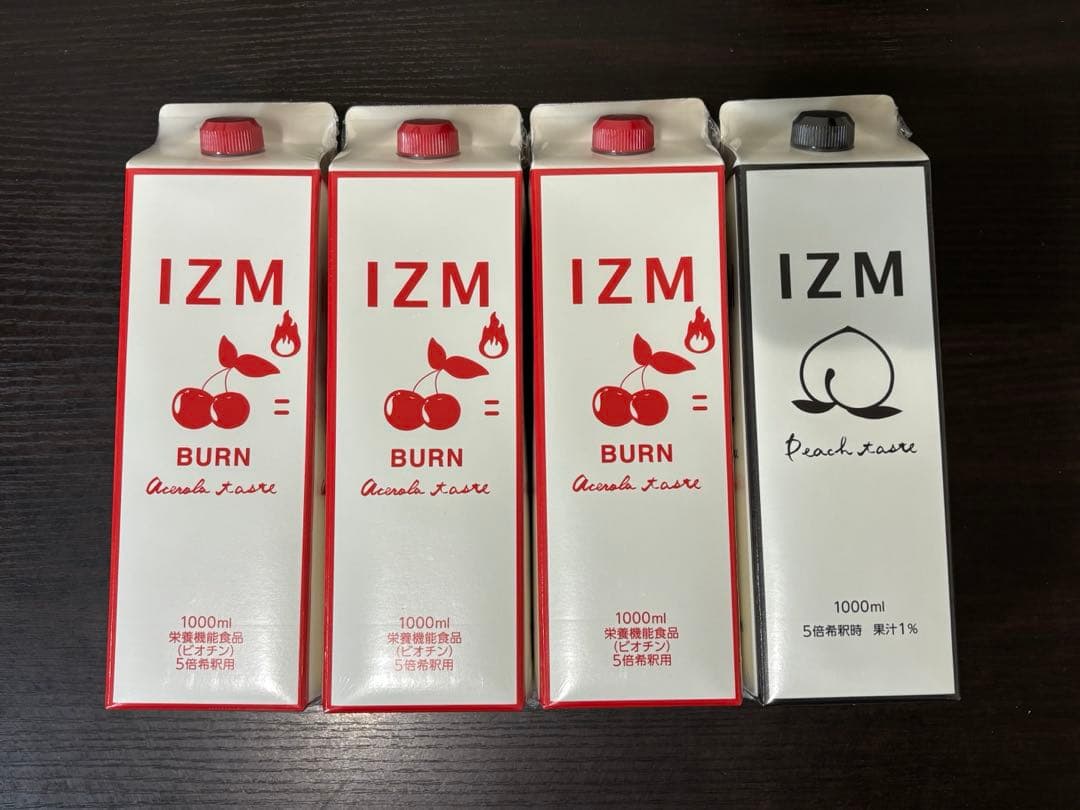 IZM
=
BURN
Acerola taste
1000ml
栄養機能食品
(ビオチン)
5倍希釈用
IZM
=
BURN
Acerola taste
1000ml
栄養機能食品
(ビオチン)
5倍希釈用
IZM
=
BURN
Acerola taste
1000ml
栄養機能食品
(ビオチン)
5倍希釈用
IZM
Peach taste
1000ml
5倍希釈時 果汁1%